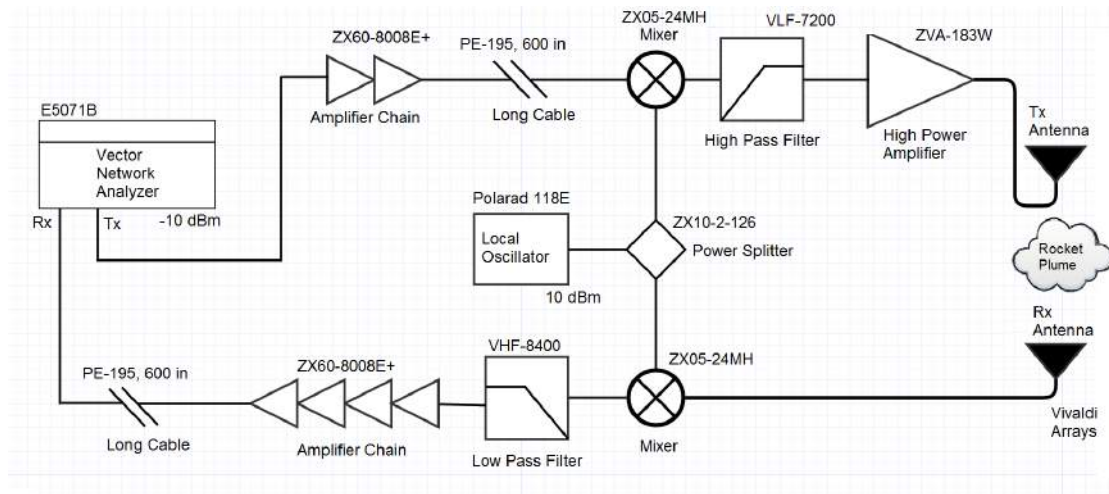 ZX05-24MH
Mixer
VLF-7200
ZVA-183W
ZX60-8008E+
PE-195, 600 in
Amplifier Chain
Long Cable
High Pass Filter
High Power
Amplifier
Tx
Antenna
E5071B
Vector
Network
Analyzer
Rx
Tx
-10 dBm
Polarad 118E
Local
Oscillator
10 dBm
ZX10-2-126
Power Splitter
Rocket
Plume
Rx
Antenna
Vivaldi
Arrays
ZX05-24MH
Mixer
VHF-8400
Low Pass Filter
ZX60-8008E+
Amplifier Chain
PE-195, 600 in
Long Cable